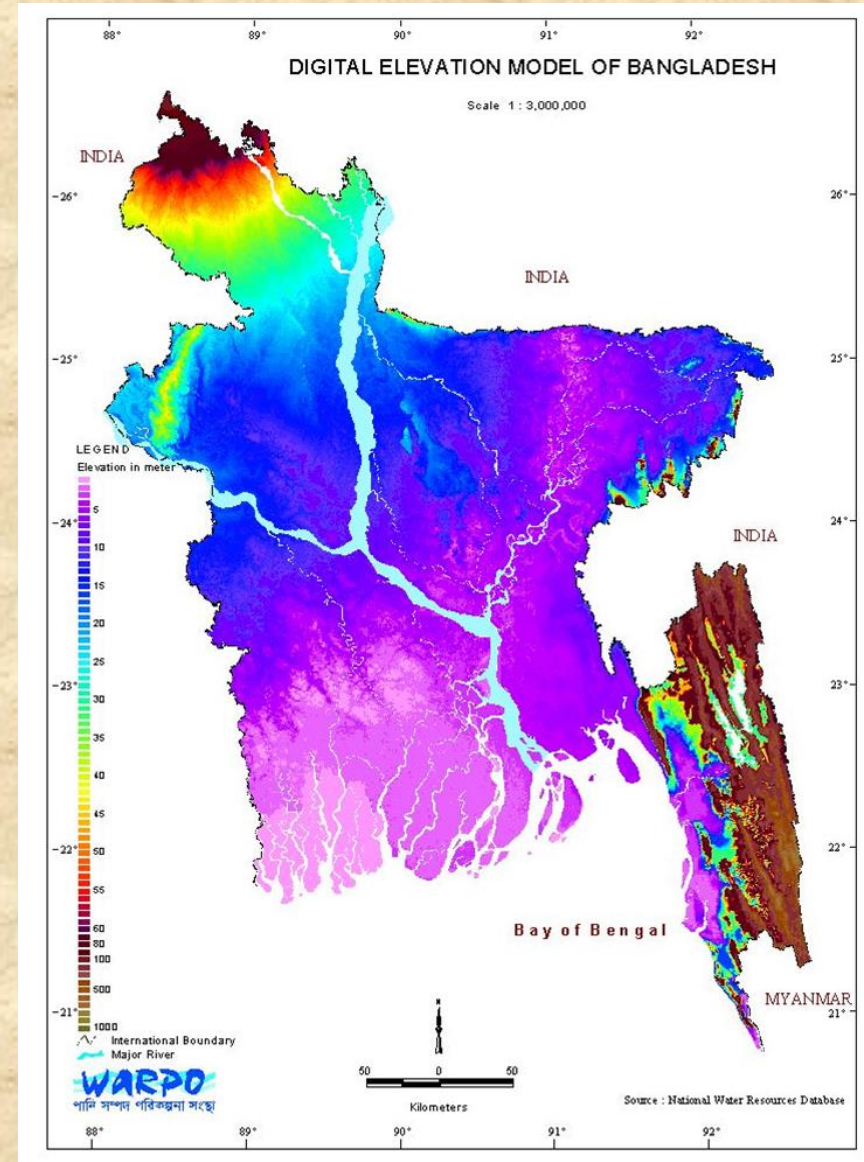 88° 89° 90° 91° 92°
DIGITAL ELEVATION MODEL OF BANGLADESH
Scale 1 : 3,000,000
INDIA
26° 26°
INDIA
25° 25°
LEGEND
Elevation in meter
5
10
15
20
25
30
35
40
45
50
55
60
80
100
500
1000
24° 24°
INDIA
23° 23°
22° 22°
Bay of Bengal
21° 21°
MYANMAR
International Boundary
Major River
WARPO
পানি সম্পদ পরিকল্পনা সংস্থা
50 0 50
Kilometers
Source : National Water Resources Database
88° 89° 90° 91° 92°